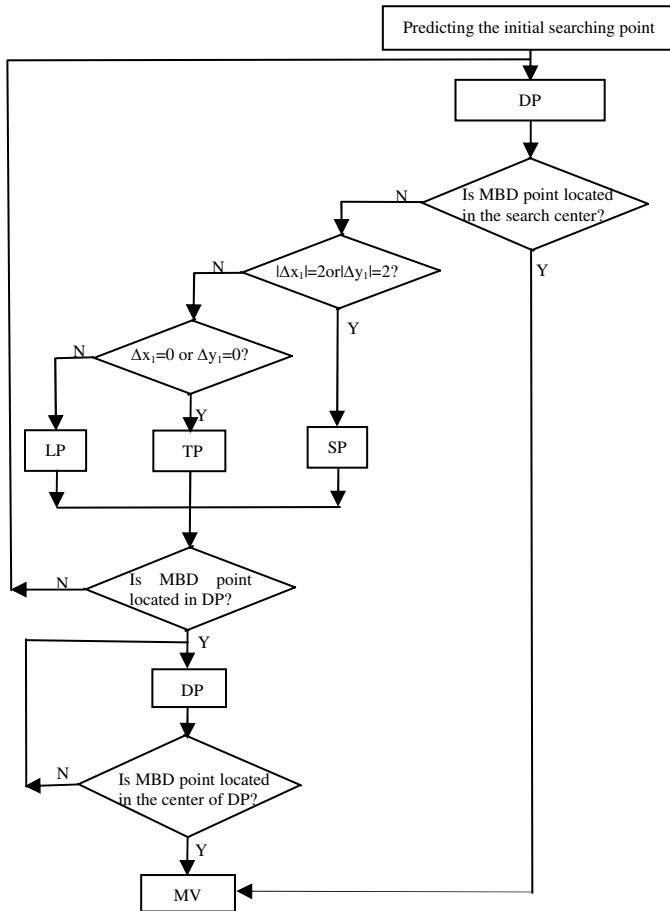 Predicting the initial searching point
DP
Is MBD point located
in the search center?
N
Y
|Δx₁|=2or|Δy₁|=2?
N
Y
Δx₁=0 or Δy₁=0?
N
Y
LP
TP
SP
Is MBD point
located in DP?
N
Y
DP
Is MBD point located
in the center of DP?
N
Y
MV